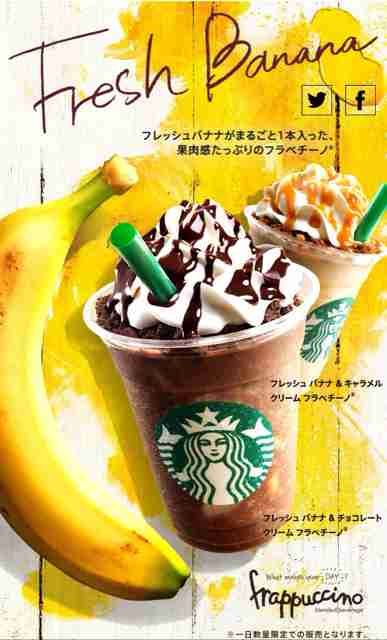 Fresh Banana
フレッシュバナナがまるごと1本入った、
果肉感たっぷりのフラペチーノ®
フレッシュ バナナ & キャラメル
クリーム フラペチーノ®
フレッシュ バナナ & チョコレート
クリーム フラペチーノ®
frappuccino
blended beverage
※一日数量限定での販売となります。